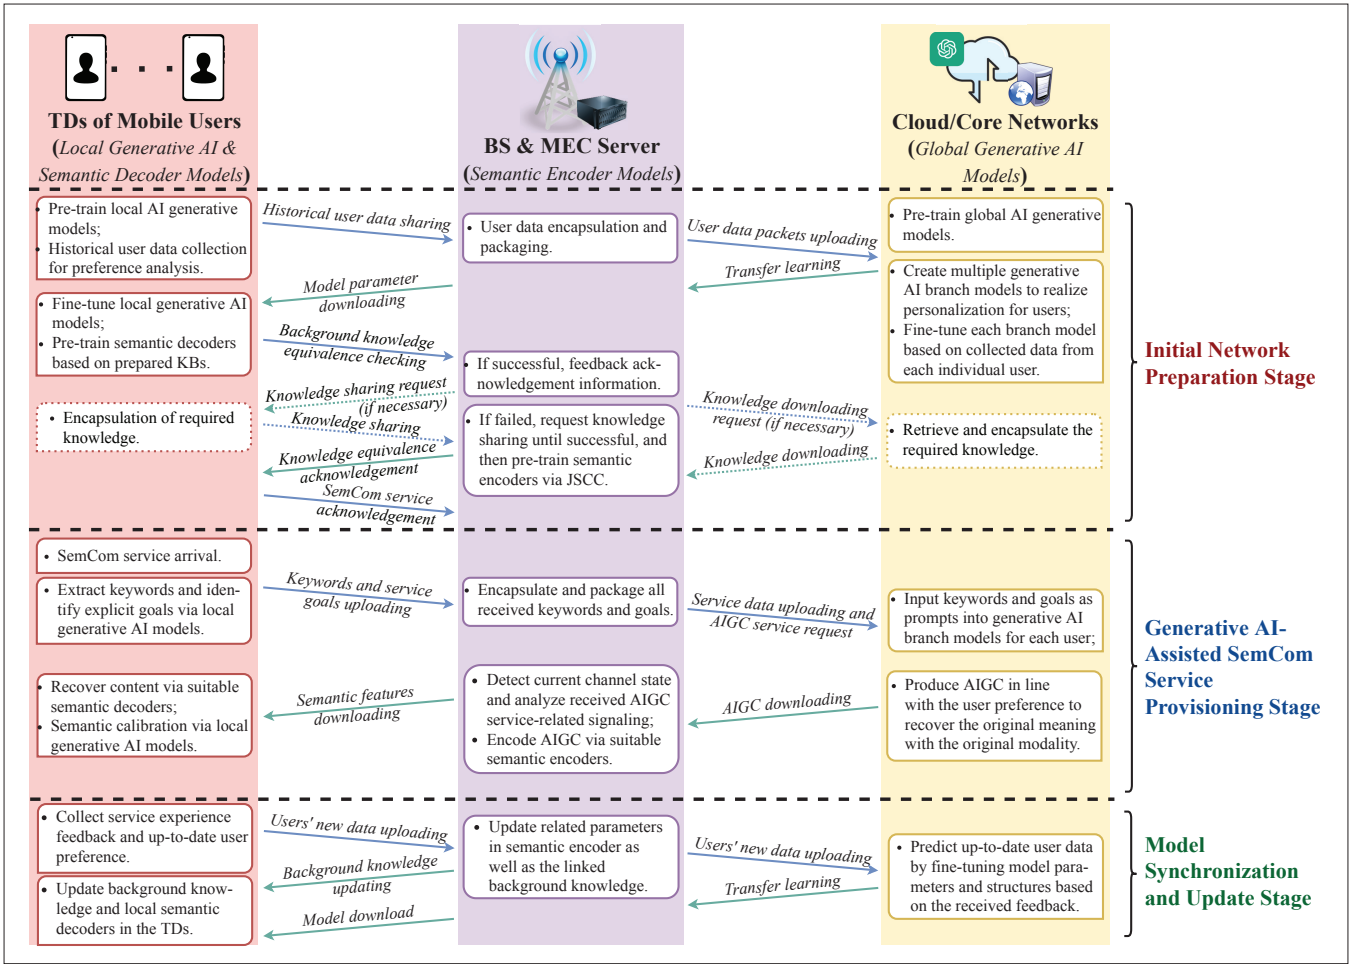 TDs of Mobile Users
(Local Generative AI &
Semantic Decoder Models)
BS & MEC Server
(Semantic Encoder Models)
Cloud/Core Networks
(Global Generative AI
Models)
• Pre-train local AI generative
models;
• Historical user data collection
for preference analysis.
Historical user data sharing
• User data encapsulation and
packaging.
User data packets uploading
• Pre-train global AI generative
models.
Transfer learning
• Create multiple generative
AI branch models to realize
personalization for users;
• Fine-tune each branch model
based on collected data from
each individual user.
Model parameter
downloading
• Fine-tune local generative AI
models;
• Pre-train semantic decoders
based on prepared KBs.
Background knowledge
equivalence checking
• If successful, feedback ack-
nowledgement information.
Knowledge sharing request
(if necessary)
• Encapsulation of required
knowledge.
Knowledge sharing
• If failed, request knowledge
sharing until successful, and
then pre-train semantic
encoders via JSCC.
Knowledge downloading
request (if necessary)
• Retrieve and encapsulate the
required knowledge.
Knowledge downloading
Knowledge equivalence
acknowledgement
SemCom service
acknowledgement
Initial Network
Preparation Stage
• SemCom service arrival.
• Extract keywords and iden-
tify explicit goals via local
generative AI models.
Keywords and service
goals uploading
• Encapsulate and package all
received keywords and goals.
Service data uploading and
AIGC service request
• Input keywords and goals as
prompts into generative AI
branch models for each user;
• Produce AIGC in line
with the user preference to
recover the original meaning
with the original modality.
AIGC downloading
• Detect current channel state
and analyze received AIGC
service-related signaling;
• Encode AIGC via suitable
semantic encoders.
Semantic features
downloading
• Recover content via suitable
semantic decoders;
• Semantic calibration via local
generative AI models.
Generative AI-
Assisted SemCom
Service
Provisioning Stage
• Collect service experience
feedback and up-to-date user
preference.
Users' new data uploading
• Update related parameters
in semantic encoder as
well as the linked
background knowledge.
Users' new data uploading
• Predict up-to-date user data
by fine-tuning model para-
meters and structures based
on the received feedback.
Transfer learning
Background knowledge
updating
• Update background know-
ledge and local semantic
decoders in the TDs.
Model download
Model
Synchronization
and Update Stage